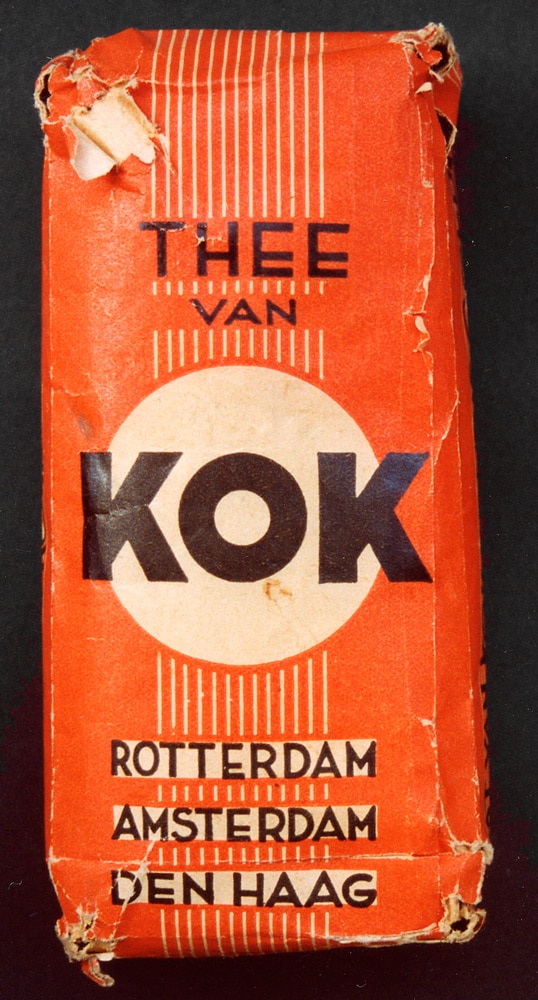 THEE
VAN
KOK
ROTTERDAM
AMSTERDAM
DEN HAAG